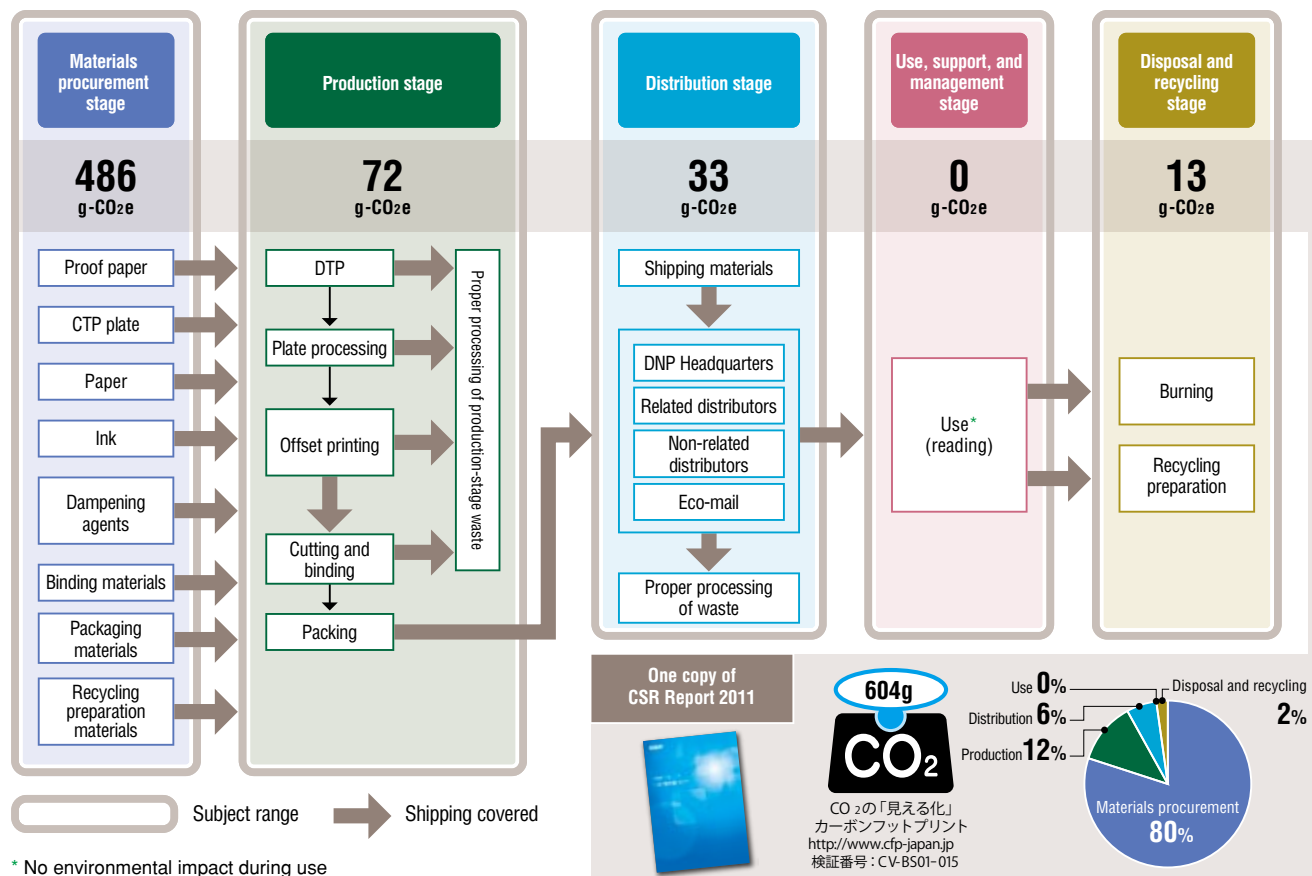 Materials
procurement
stage
Production stage
Distribution stage
Use, support, and
management
stage
Disposal and
recycling
stage
486
g-CO2e
72
g-CO2e
33
g-CO2e
0
g-CO2e
13
g-CO2e
Proof paper
CTP plate
Paper
Ink
Dampening
agents
Binding materials
Packaging
materials
Recycling
preparation
materials
DTP
Plate processing
Offset printing
Cutting and
binding
Packing
Proper processing of production-stage waste
Shipping materials
DNP Headquarters
Related distributors
Non-related
distributors
Eco-mail
Proper processing
of waste
Use*
(reading)
Burning
Recycling
preparation
Subject range
Shipping covered
* No environmental impact during use
One copy of
CSR Report 2011
604g
CO2
CO2の「見える化」
カーボンフットプリント
http://www.cfp-japan.jp
検証番号:CV-BS01-015
Use 0%
Disposal and recycling
2%
Distribution 6%
Production 12%
Materials procurement
80%